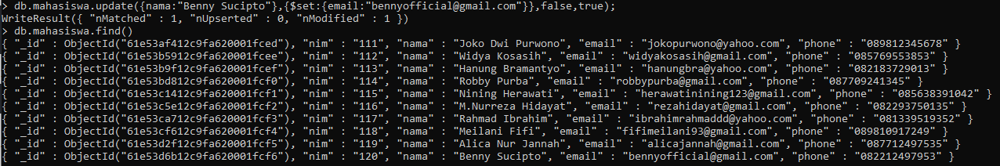 > db.mahasiswa.update({nama:"Benny Sucipto"},{$set:{email:"bennyofficial@gmail.com"}},false,true);
WriteResult({ "nMatched" : 1, "nUpserted" : 0, "nModified" : 1 })
> db.mahasiswa.find()
{ "_id" : ObjectId("61e53af412c9fa620001fced"), "nim" : "111", "nama" : "Joko Dwi Purwono", "email" : "jokopurwono@yahoo.com", "phone" : "089812345678" }
{ "_id" : ObjectId("61e53b5912c9fa620001fcee"), "nim" : "112", "nama" : "Widya Kosasih", "email" : "widyakosasih@gmail.com", "phone" : "085769553853" }
{ "_id" : ObjectId("61e53b9f12c9fa620001fcef"), "nim" : "113", "nama" : "Hanung Bramantyo", "email" : "hanungbra@yahoo.com", "phone" : "082183729013" }
{ "_id" : ObjectId("61e53bd812c9fa620001fcf0"), "nim" : "114", "nama" : "Robby Purba", "email" : "robbypurba@gmail.com", "phone" : "087709241345" }
{ "_id" : ObjectId("61e53c1412c9fa620001fcf1"), "nim" : "115", "nama" : "Nining Herawati", "email" : "herawatinining123@gmail.com", "phone" : "085638391042" }
{ "_id" : ObjectId("61e53c5e12c9fa620001fcf2"), "nim" : "116", "nama" : "M.Nurreza Hidayat", "email" : "rezahidayat@gmail.com", "phone" : "082293750135" }
{ "_id" : ObjectId("61e53ca712c9fa620001fcf3"), "nim" : "117", "nama" : "Rahmad Ibrahim", "email" : "ibrahimrahmaddd@yahoo.com", "phone" : "081339519352" }
{ "_id" : ObjectId("61e53cf612c9fa620001fcf4"), "nim" : "118", "nama" : "Meilani Fifi", "email" : "fifimeilani93@gmail.com", "phone" : "089810917249" }
{ "_id" : ObjectId("61e53d2f12c9fa620001fcf5"), "nim" : "119", "nama" : "Alica Nur Jannah", "email" : "alicajannah@gmail.com", "phone" : "087712497535" }
{ "_id" : ObjectId("61e53d6b12c9fa620001fcf6"), "nim" : "120", "nama" : "Benny Sucipto", "email" : "bennyofficial@gmail.com", "phone" : "082212497953" }